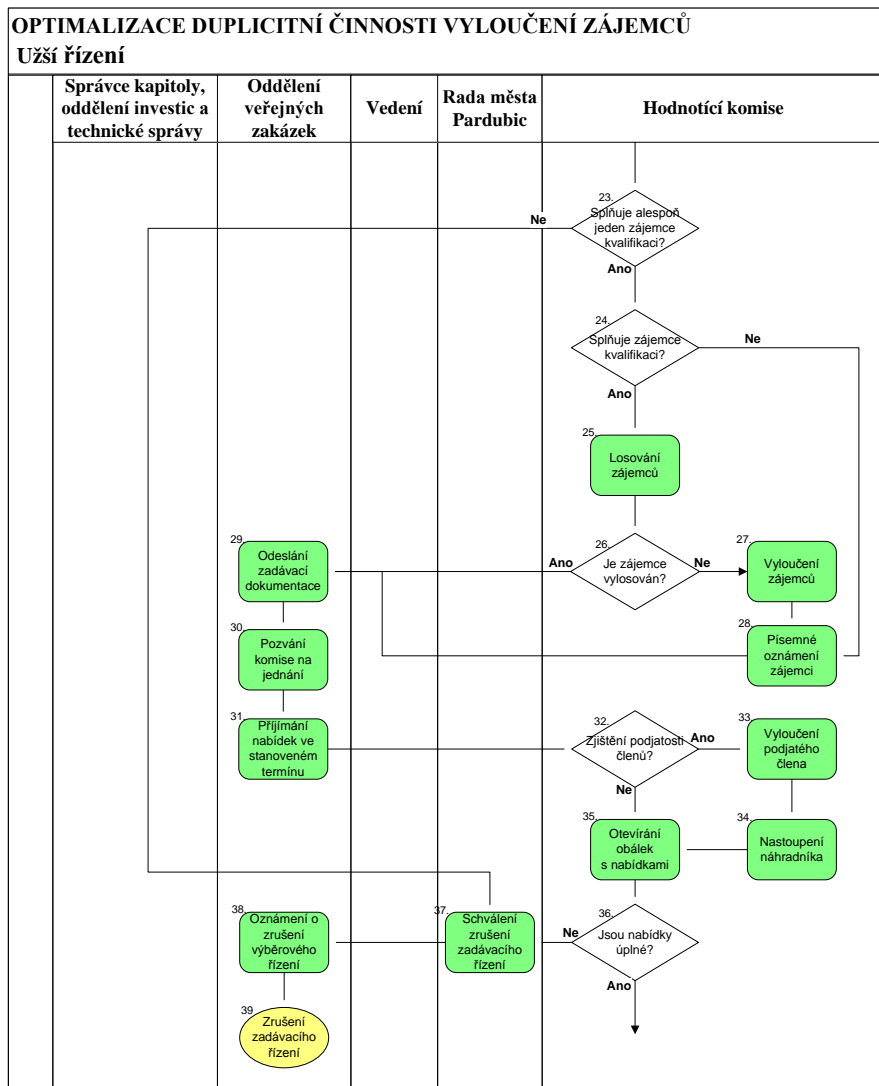 OPTIMALIZACE DUPLICITNÍ ČINNOSTI VYLOUČENÍ ZÁJEMCŮ
Užší řízení
Správce kapitoly,
oddělení investic a
technické správy
Oddělení
veřejných
zakázek
Vedení
Rada města
Pardubic
Hodnotící komise
23.
Splňuje alespoň
jeden zájemce
kvalifikaci?
Ne
Ano
24.
Splňuje zájemce
kvalifikaci?
Ne
Ano
25.
Losování
zájemců
26.
Je zájemce
vylosován?
Ano
Ne
27.
Vyloučení
zájemců
28.
Písemné
oznámení
zájemci
29.
Odeslání
zadávací
dokumentace
30.
Pozvání
komise na
jednání
31.
Příjímání
nabídek ve
stanoveném
termínu
32.
Zjištění podjatosti
členů?
Ano
Ne
33.
Vyloučení
podjatého
člena
34.
Nastoupení
náhradníka
35.
Otevírání
obálek
s nabídkami
36.
Jsou nabídky
úplné?
Ne
Ano
37.
Schválení
zrušení
zadávacího
řízení
38.
Oznámení o
zrušení
výběrového
řízení
39
Zrušení
zadávacího
řízení